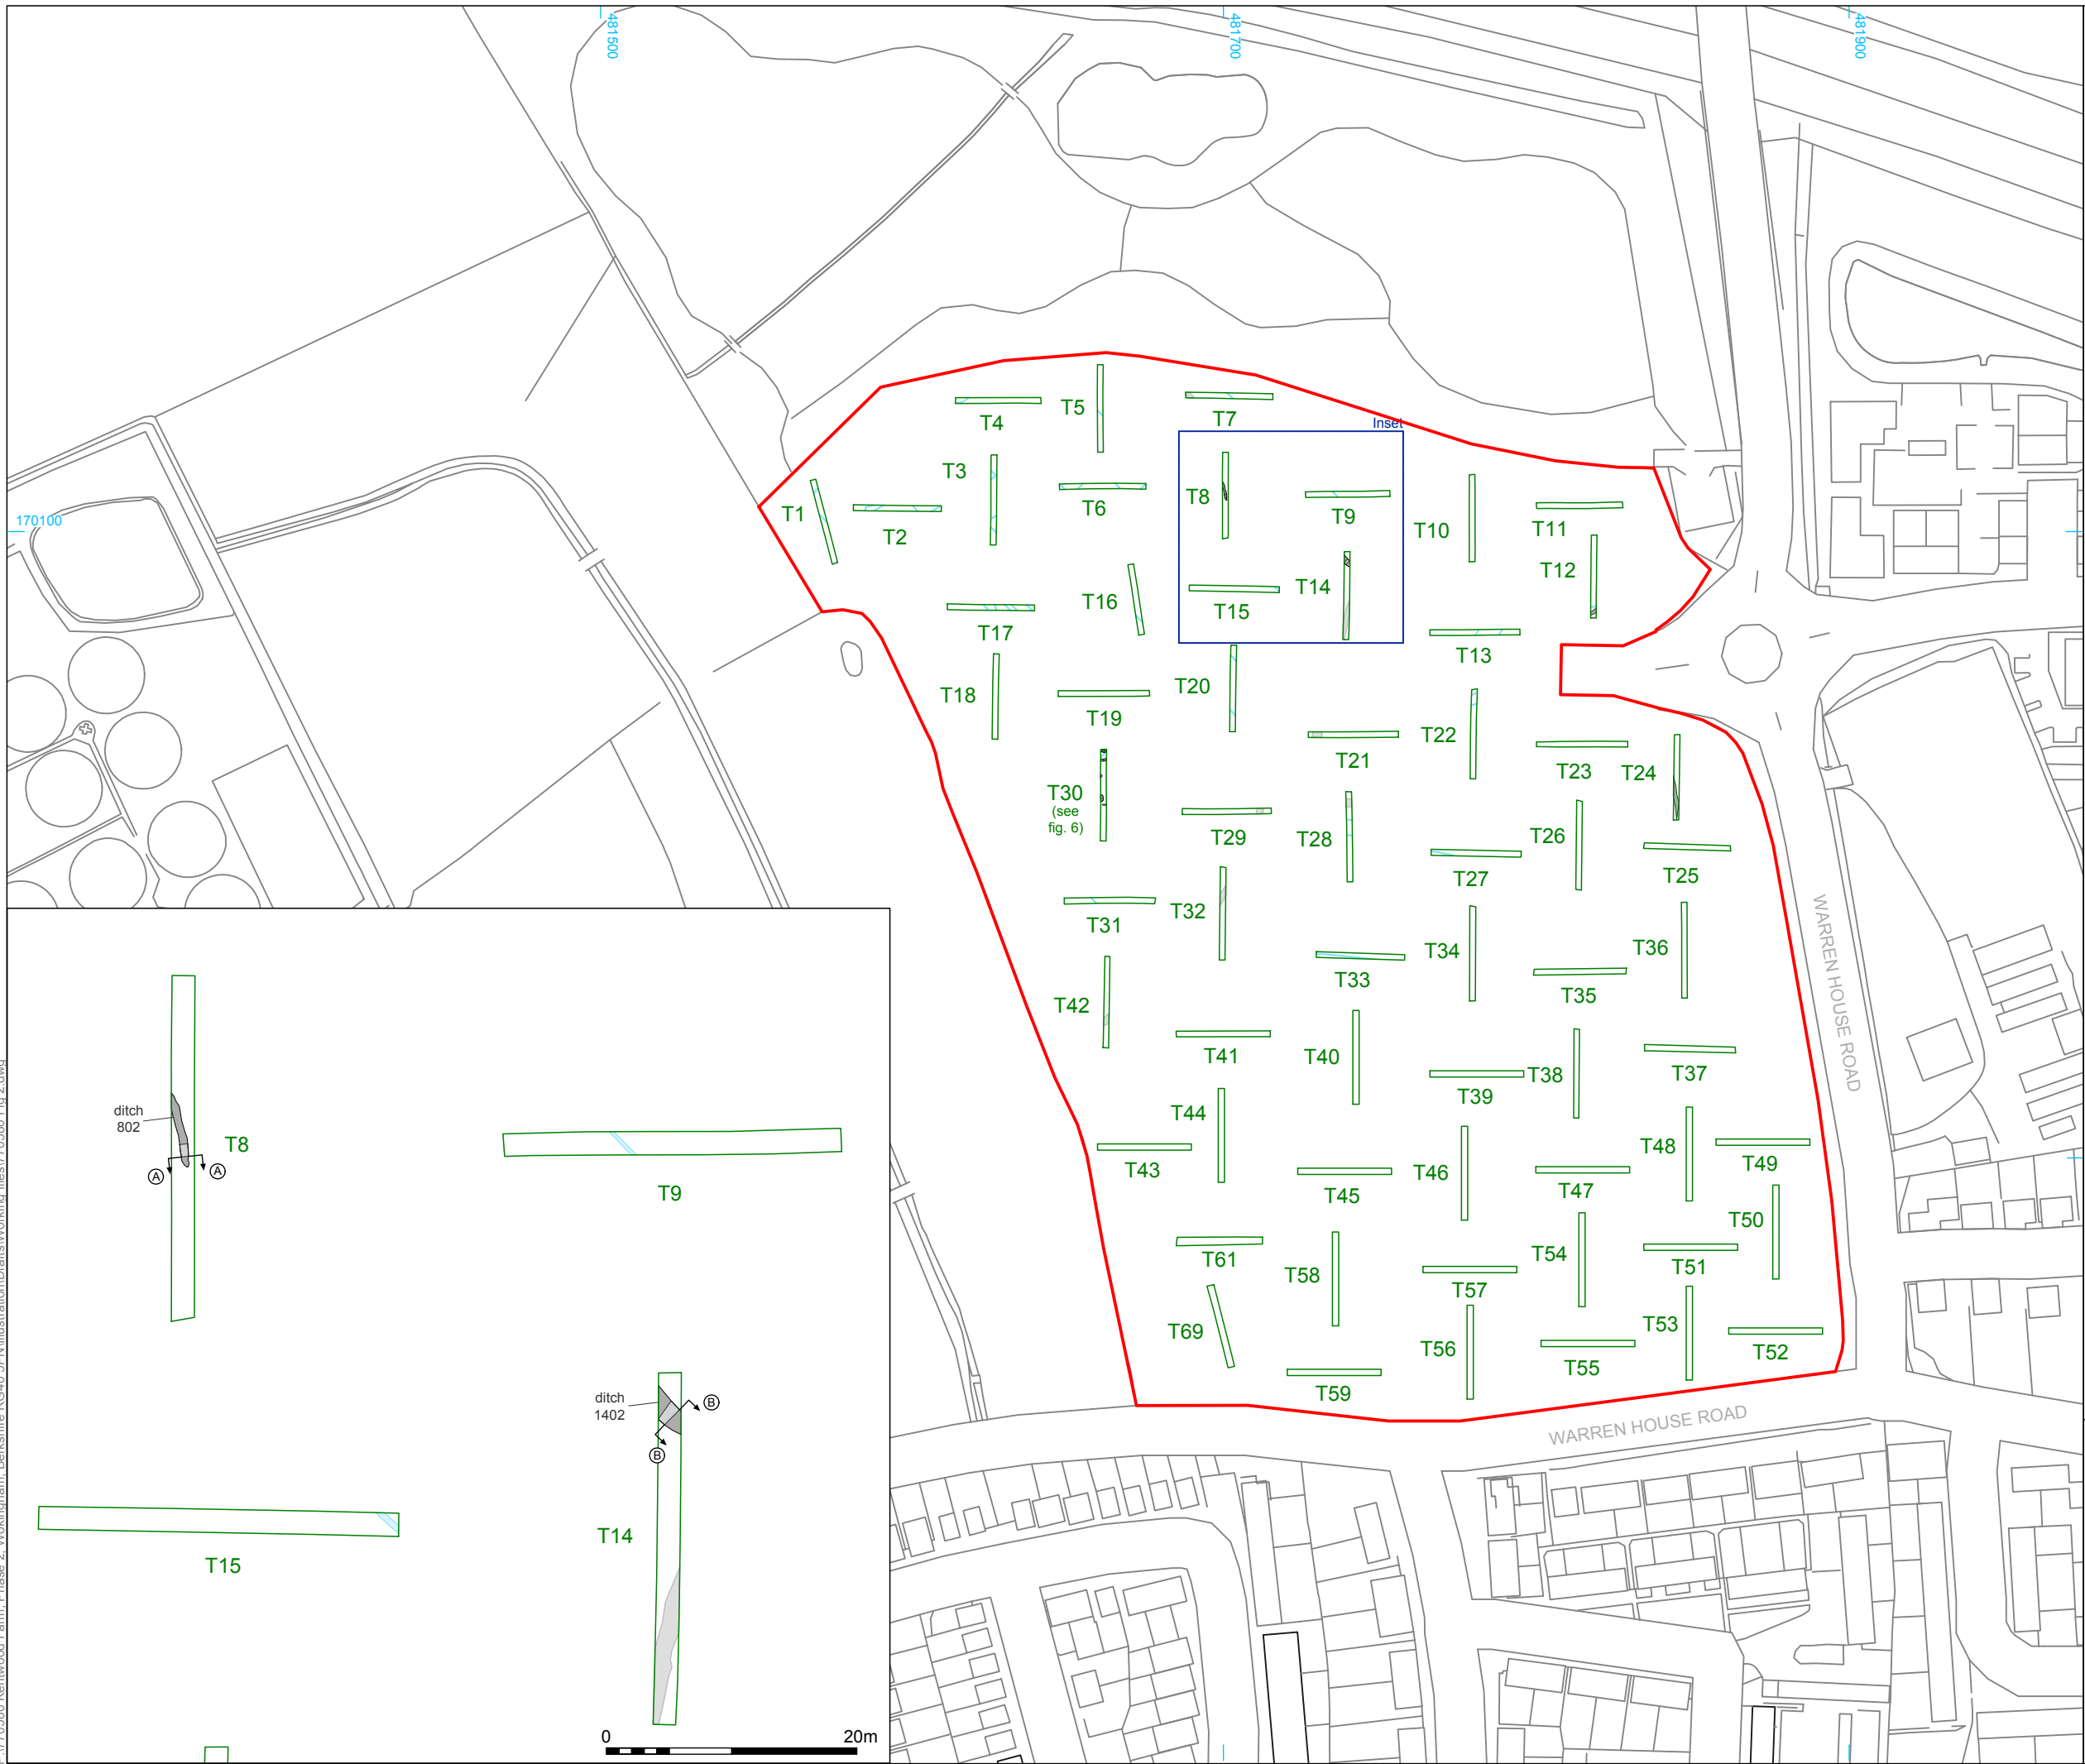 481500
481700
481900
170100
Inset
T4
T5
T7
T3
T1
T2
T6
T8
T9
T10
T11
T12
T16
T15
T14
T17
T13
T18
T19
T20
T21
T22
T23
T24
T30
(see
fig. 6)
T29
T28
T27
T26
T25
T31
T32
T33
T34
T35
T36
T42
T41
T40
T39
T38
T37
T44
T43
T45
T46
T47
T48
T49
T50
T61
T58
T57
T54
T51
T69
T59
T56
T55
T53
T52
WARREN HOUSE ROAD
WARREN HOUSE ROAD
ditch
802
T8
A
A
T9
ditch
1402
B
B
T14
T15
0 20m